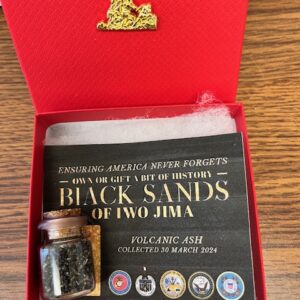 ENSURING AMERICA NEVER FORGETS
OWN OR GIFT A BIT OF HISTORY
BLACK SANDS
OF IWO JIMA
VOLCANIC ASH
COLLECTED 30 MARCH 2024